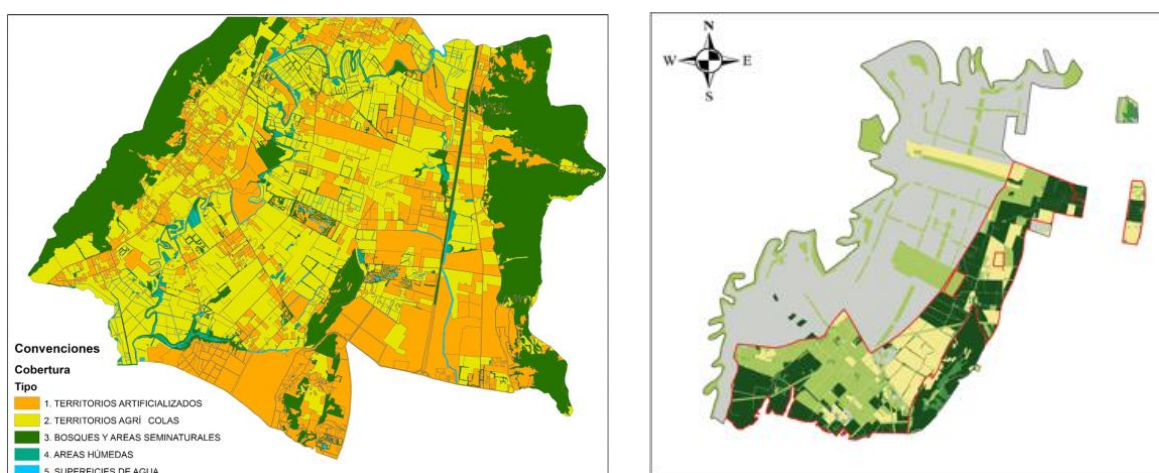 Convenciones
Cobertura
Tipo
1. TERRITORIOS ARTIFICIALIZADOS
2. TERRITORIOS AGRÍ COLAS
3. BOSQUES Y AREAS SEMINATURALES
4. AREAS HÚMEDAS
5. SUPERFICIES DE AGUA
N
W E
S